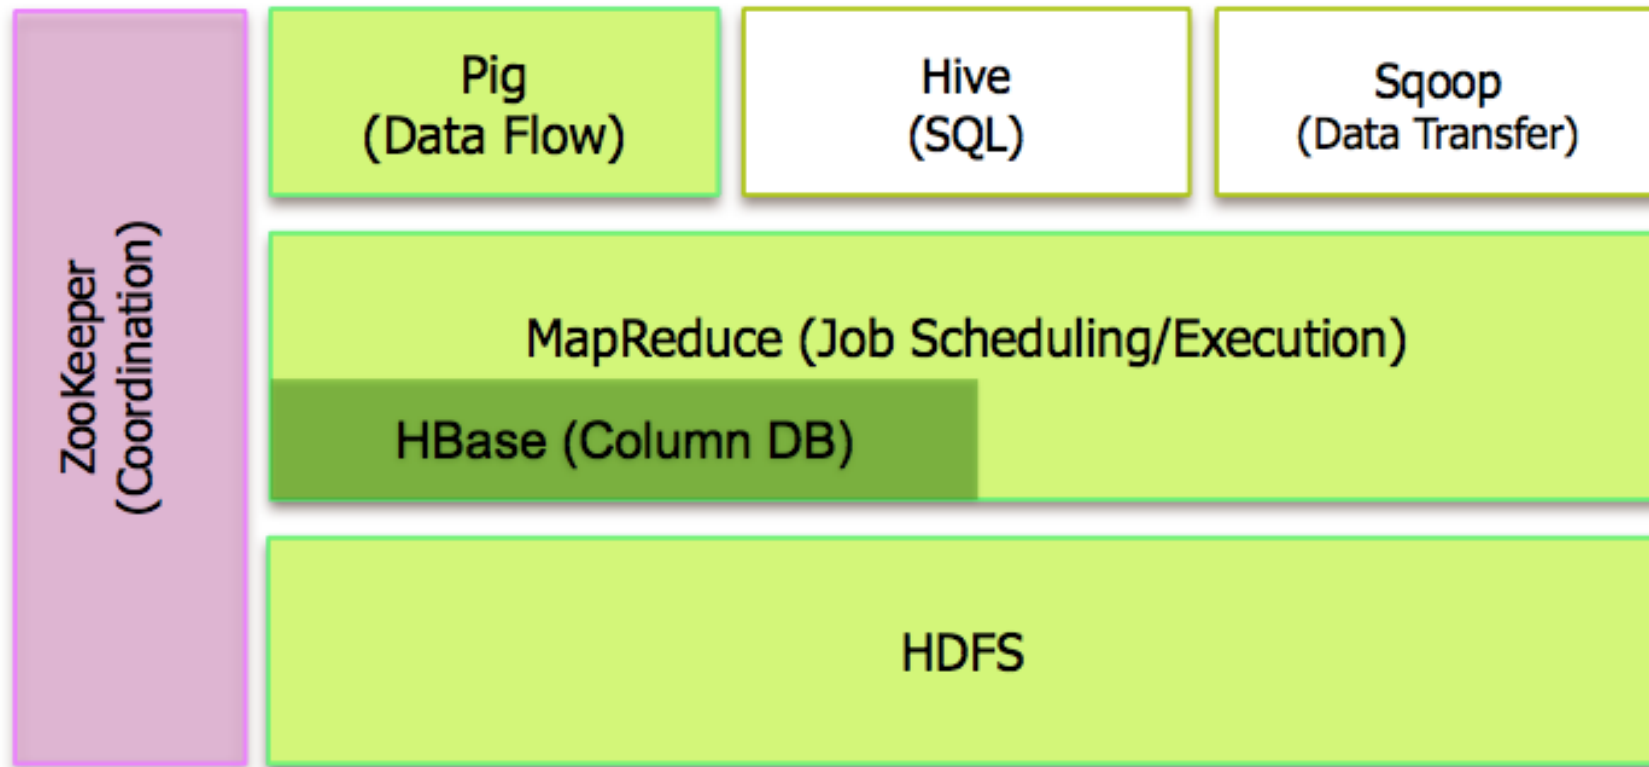 ZooKeeper
(Coordination)
Pig
(Data Flow)
Hive
(SQL)
Sqoop
(Data Transfer)
MapReduce (Job Scheduling/Execution)
HBase (Column DB)
HDFS